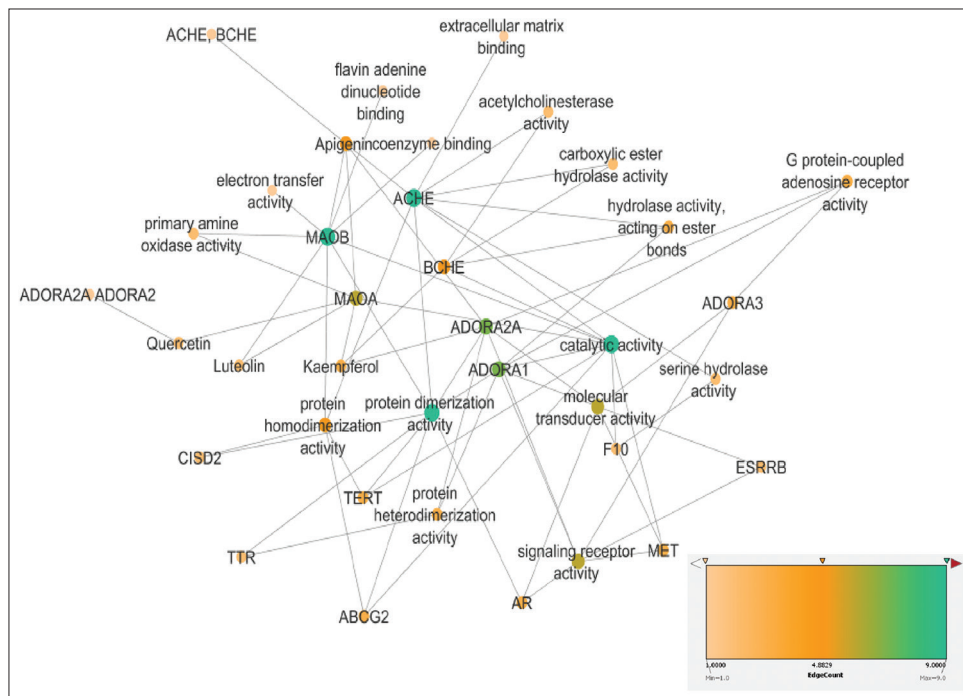 ACHE, BCHE
extracellular matrix
binding
flavin adenine
dinucleotide
binding
acetylcholinesterase
activity
Apigenincoenzyme binding
carboxylic ester
hydrolase activity
G protein-coupled
adenosine receptor
activity
electron transfer
activity
ACHE
primary amine
oxidase activity
hydrolase activity,
acting on ester
bonds
MAOB
BCHE
ADORA2A ADORA2
MAOA
ADORA3
ADORA2A
Quercetin
catalytic activity
Luteolin
Kaempferol
ADORA1
serine hydrolase
activity
protein
homodimerization
activity
protein dimerization
activity
molecular
transducer activity
CISD2
F10
ESRRB
TERT
protein
heterodimerization
activity
TTR
signaling receptor
activity
MET
ABCG2
AR
1.0000
4.8829
9.0000
Min=1.0
EdgeCount
Max=9.0